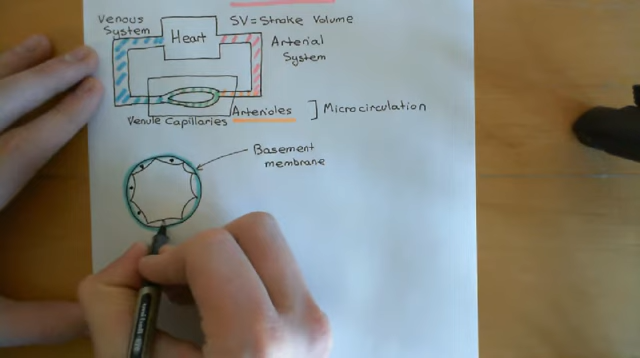 SV = Stroke Volume
Venous
System
Heart
Arterial
System
Venule Capillaries Arterioles ] Microcirculation
Basement
membrane